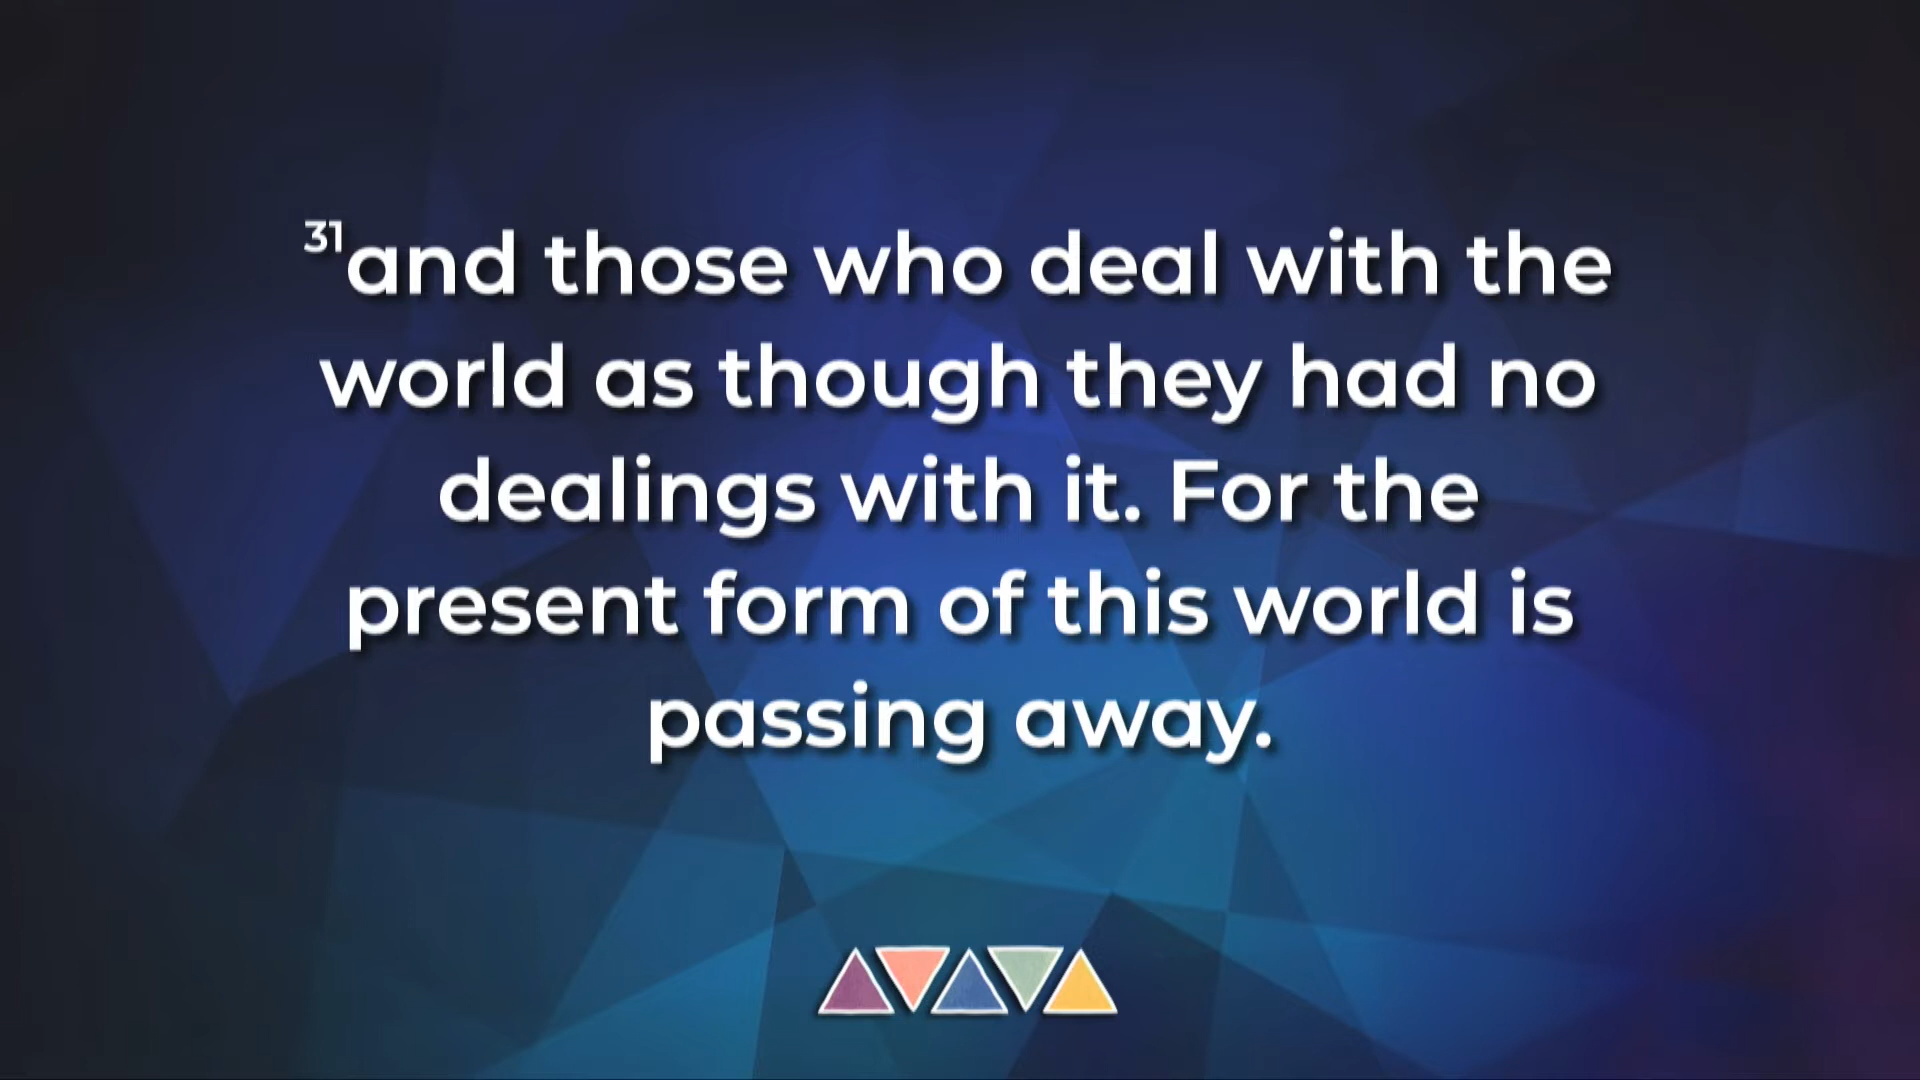 31and those who deal with the
world as though they had no
dealings with it. For the
present form of this world is
passing away.